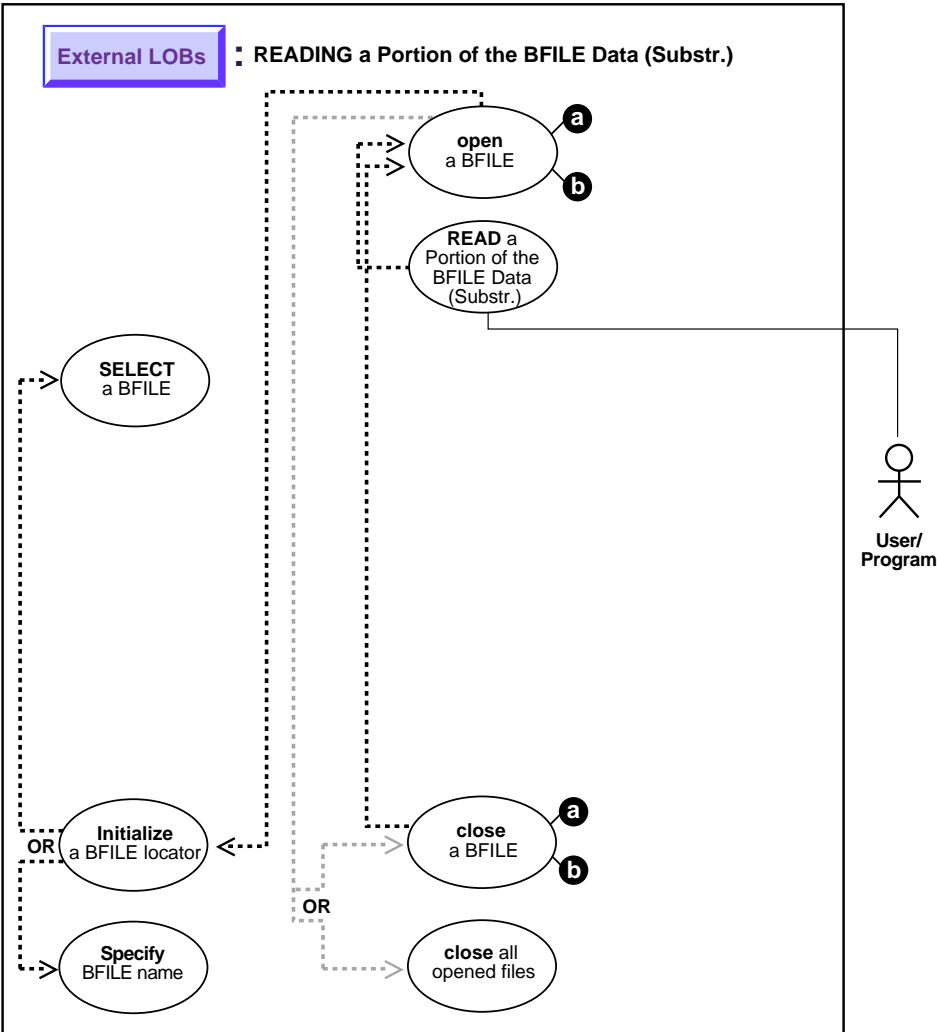 External LOBs : READING a Portion of the BFILE Data (Substr.)
open
a BFILE
a
b
READ a
Portion of the
BFILE Data
(Substr.)
SELECT
a BFILE
User/
Program
Initialize
a BFILE locator
OR
close
a BFILE
a
b
OR
Specify
BFILE name
close all
opened files